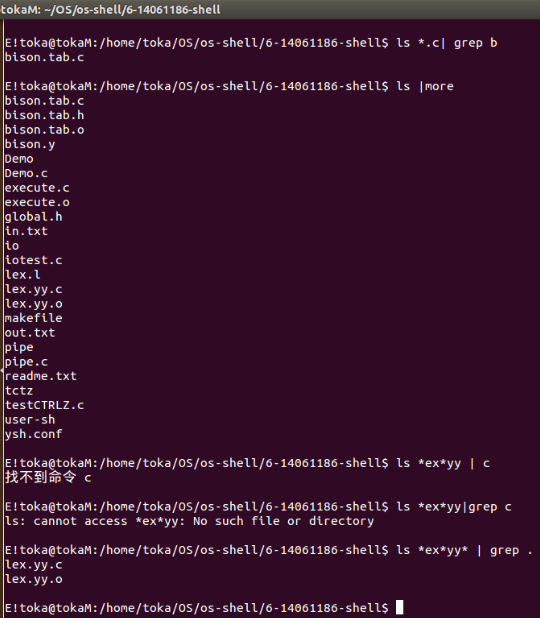 tokaM: ~/OS/os-shell/6-14061186-shell
E!toka@tokaM:/home/toka/OS/os-shell/6-14061186-shell$ ls *.c| grep b
bison.tab.c
E!toka@tokaM:/home/toka/OS/os-shell/6-14061186-shell$ ls |more
bison.tab.c
bison.tab.h
bison.tab.o
bison.y
Demo
Demo.c
execute.c
execute.o
global.h
in.txt
io
iotest.c
lex.l
lex.yy.c
lex.yy.o
makefile
out.txt
pipe
pipe.c
readme.txt
tctz
testCTRLZ.c
user-sh
ysh.conf
E!toka@tokaM:/home/toka/OS/os-shell/6-14061186-shell$ ls *ex*yy | c
找不到命令 c
E!toka@tokaM:/home/toka/OS/os-shell/6-14061186-shell$ ls *ex*yy|grep c
ls: cannot access *ex*yy: No such file or directory
E!toka@tokaM:/home/toka/OS/os-shell/6-14061186-shell$ ls *ex*yy* | grep .
lex.yy.c
lex.yy.o
E!toka@tokaM:/home/toka/OS/os-shell/6-14061186-shell$